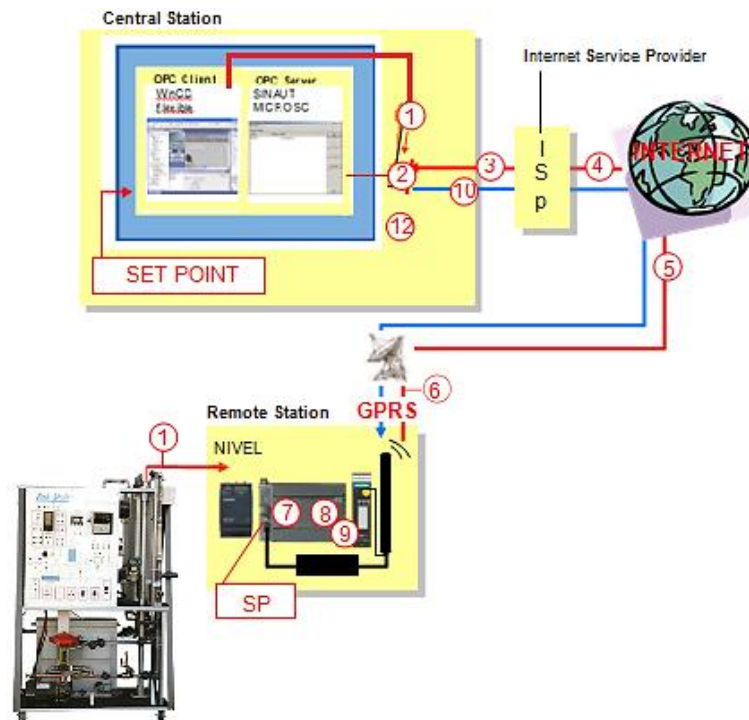 Central Station
OPC Client
WinCC
Flexible
OPC Server
SINAUT
MICROSC
Internet Service Provider
1
2
3
4
10
12
I
S
p
INTERNET
SET POINT
5
6
GPRS
Remote Station
1
NIVEL
7
8
9
SP